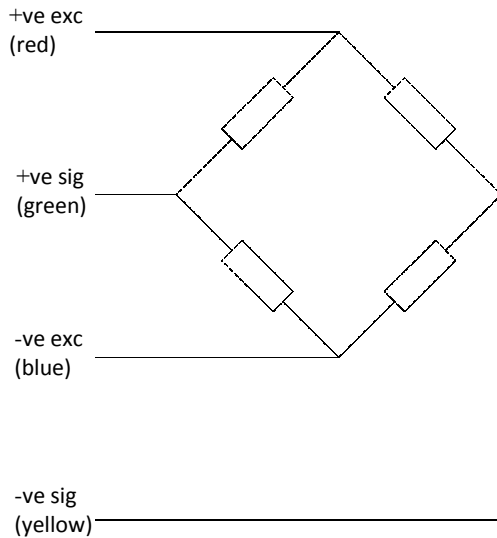 +ve exc
(red)
+ve sig
(green)
-ve exc
(blue)
-ve sig
(yellow)